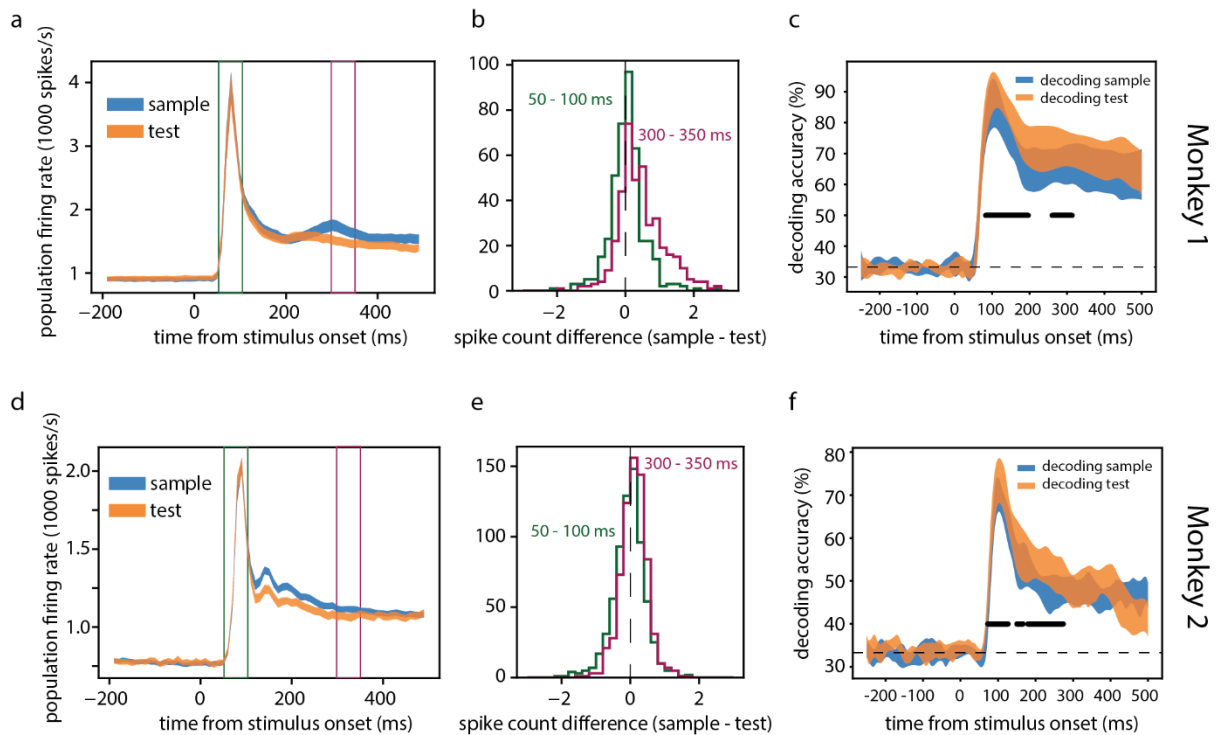 a
b
c
population firing rate (1000 spikes/s)
4
3
2
1
sample
test
−200
0
200
400
time from stimulus onset (ms)
100
80
60
40
20
0
50 - 100 ms
300 - 350 ms
−2
0
2
spike count difference (sample - test)
decoding accuracy (%)
90
80
70
60
50
40
30
decoding sample
decoding test
-200
-100
0
100
200
300
400
500
time from stimulus onset (ms)
Monkey 1
d
e
f
population firing rate (1000 spikes/s)
2.0
1.5
1.0
sample
test
−200
0
200
400
time from stimulus onset (ms)
150
100
50
0
300 - 350 ms
50 - 100 ms
−2
0
2
spike count difference (sample - test)
decoding accuracy (%)
80
70
60
50
40
30
decoding sample
decoding test
-200
-100
0
100
200
300
400
500
time from stimulus onset (ms)
Monkey 2